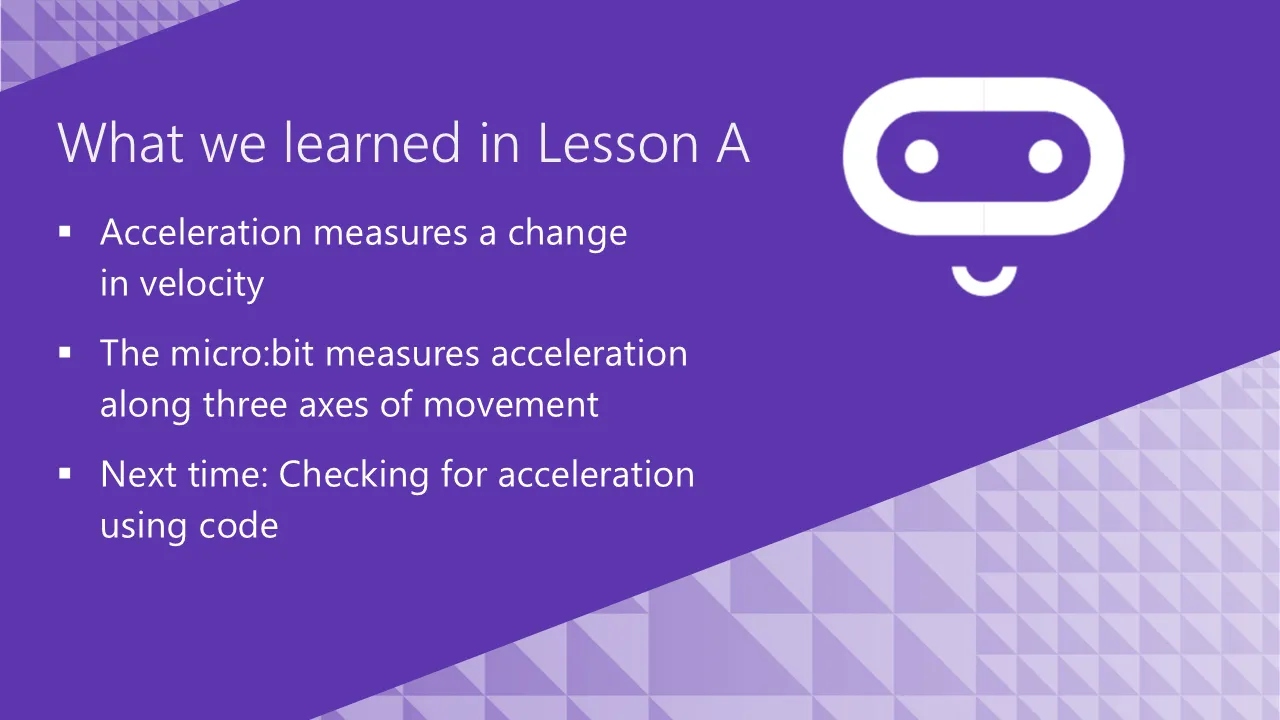 What we learned in Lesson A
▪ Acceleration measures a change
in velocity
▪ The micro:bit measures acceleration
along three axes of movement
▪ Next time: Checking for acceleration
using code